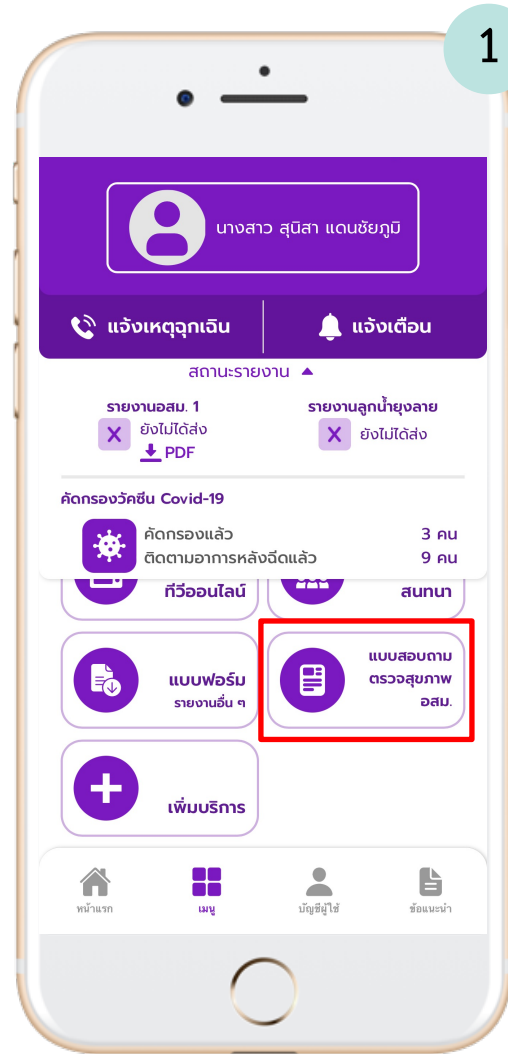 1
นางสาว สุนิสา แดนชัยภูมิ
แจ้งเหตุฉุกเฉิน
แจ้งเตือน
สถานะรายงาน
รายงานอสม. 1
ยังไม่ได้ส่ง
PDF
รายงานลูกน้ำยุงลาย
ยังไม่ได้ส่ง
คัดกรองวัคซีน Covid-19
คัดกรองแล้ว 3 คน
ติดตามอาการหลังฉีดแล้ว 9 คน
ทีวีออนไลน์
สนทนา
แบบฟอร์ม
รายงานอื่น ๆ
แบบสอบถาม
ตรวจสุขภาพ
อสม.
เพิ่มบริการ
หน้าแรก
เมนู
บัญชีผู้ใช้
ข้อแนะนำ